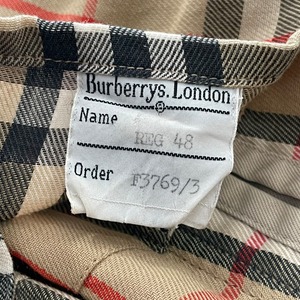 Burberrys. London
Name
REG 48
Order F3769/3